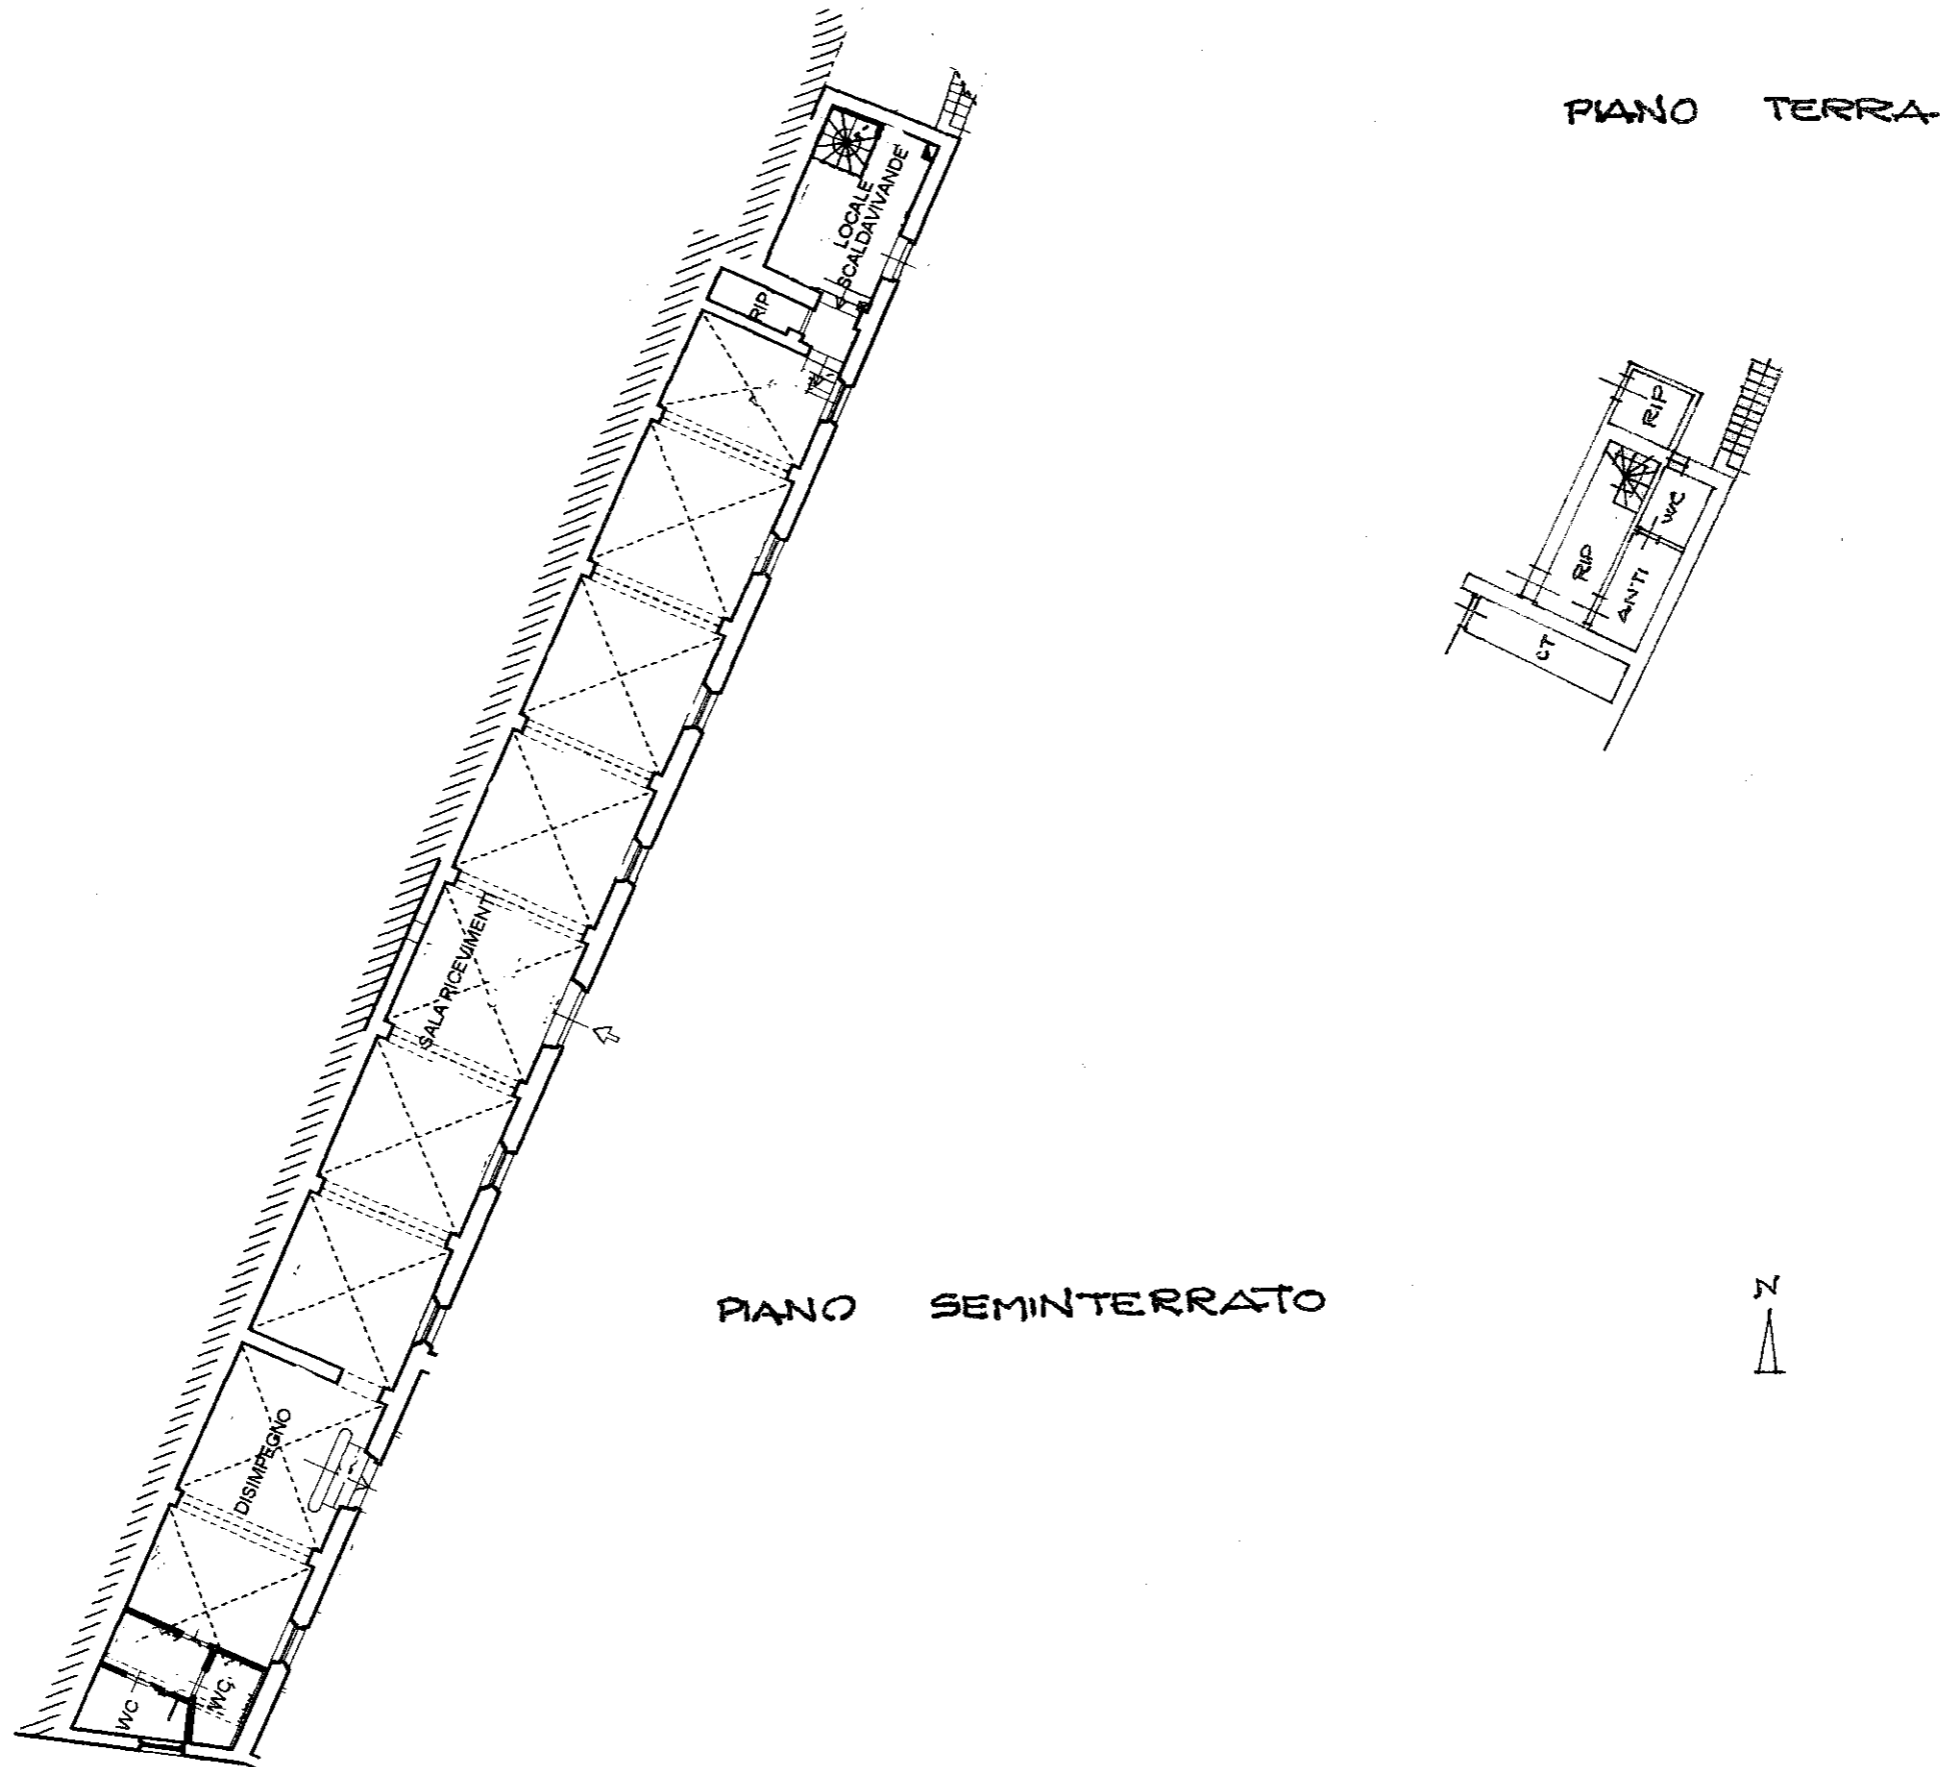 PIANO TERRA
LOCALE
SCALDAVIVANDE
RIP
RIP
WC
RIP
ANTI
CT
SALA RICEVIMENTI
PIANO SEMINTERRATO
N
DISIMPEGNO
WC
WC